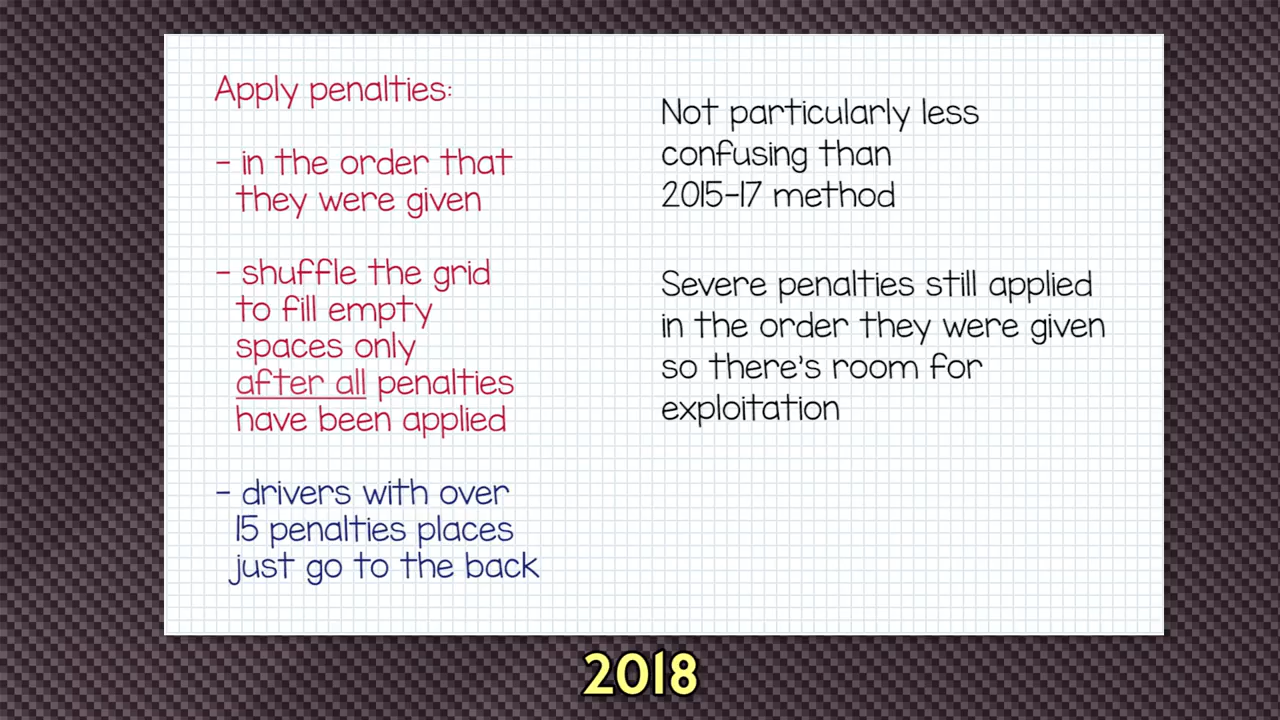 Apply penalties:
- in the order that
they were given
- shuffle the grid
to fill empty
spaces only
after all penalties
have been applied
- drivers with over
15 penalties places
just go to the back
Not particularly less
confusing than
2015-17 method
Severe penalties still applied
in the order they were given
so there's room for
exploitation
2018